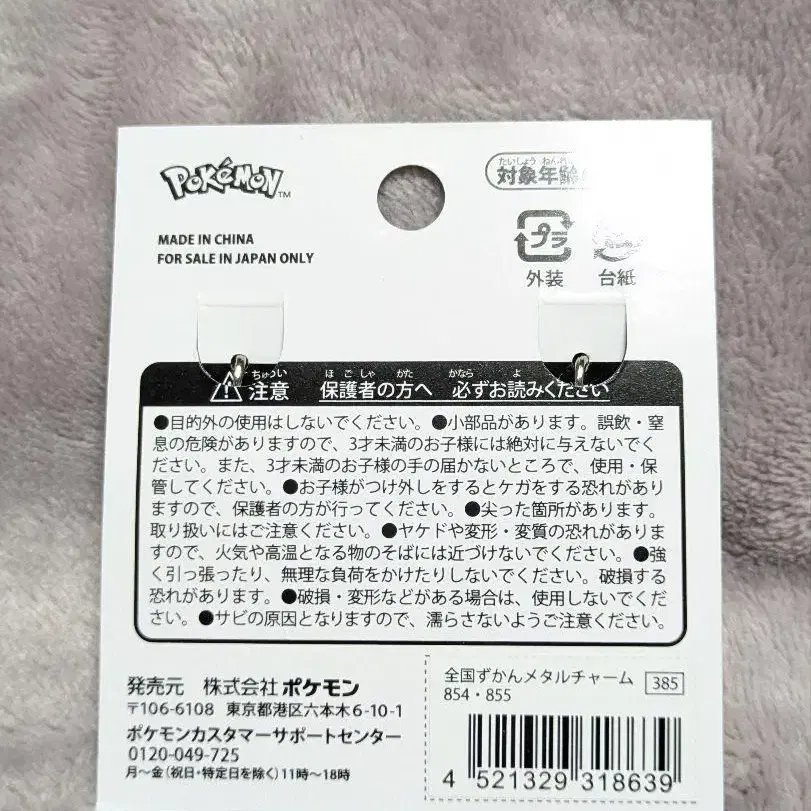 POKéMON™
たいしょう ねんれ
対象年齢
MADE IN CHINA
FOR SALE IN JAPAN ONLY
プラ
外装 台紙
ちゅうい ほごしゃ かた かなら よ
注意 保護者の方へ 必ずお読みください
●目的外の使用はしないでください。●小部品があります。誤飲・窒
息の危険がありますので、3才未満のお子様には絶対に与えないでく
ださい。また、3才未満のお子様の手の届かないところで、使用・保
管してください。●お子様がつけ外しをするとケガをする恐れがあり
ますので、保護者の方が行ってください。●尖った箇所があります。
取り扱いにはご注意ください。●ヤケドや変形・変質の恐れがありま
すので、火気や高温となる物のそばには近づけないでください。●強
く引っ張ったり、無理な負荷をかけたりしないでください。破損する
恐れがあります。●破損・変形などがある場合は、使用しないでくだ
さい。●サビの原因となりますので、濡らさないようご注意ください。
発売元 株式会社ポケモン
〒106-6108 東京都港区六本木6-10-1
ポケモンカスタマーサポートセンター
0120-049-725
月～金(祝日・特定日を除く)11時～18時
全国ずかんメタルチャーム 385
854・855
4 521329 318639